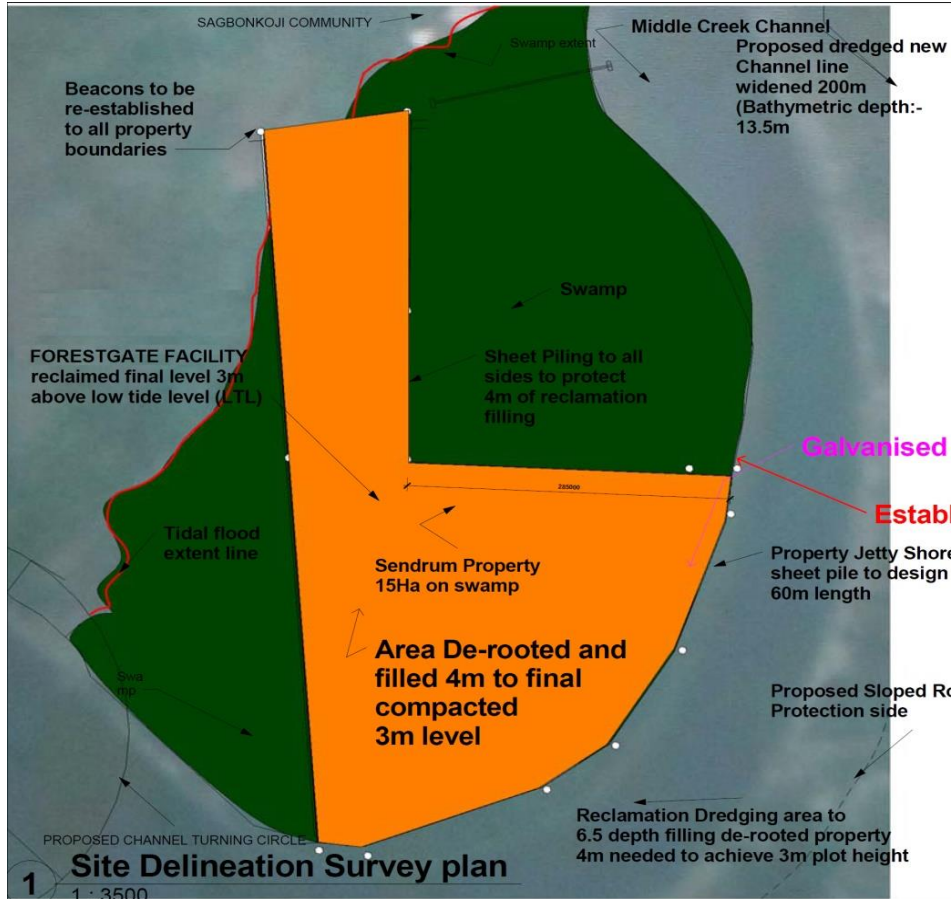 SAGBONKOJI COMMUNITY
Swamp extent
Middle Creek Channel
Proposed dredged new
Channel line
widened 200m
(Bathymetric depth:-
13.5m
Beacons to be
re-established
to all property
boundaries
Swamp
FORESTGATE FACILITY
reclaimed final level 3m
above low tide level (LTL)
Sheet Piling to all
sides to protect
4m of reclamation
filling
Galvanised
265000
Establ
Tidal flood
extent line
Sendrum Property
15Ha on swamp
Property Jetty Shore
sheet pile to design
60m length
Area De-rooted and
filled 4m to final
compacted
3m level
Swa
mp
Proposed Sloped Ro
Protection side
Reclamation Dredging area to
6.5 depth filling de-rooted property
4m needed to achieve 3m plot height
PROPOSED CHANNEL TURNING CIRCLE
1 Site Delineation Survey plan
1 : 3500